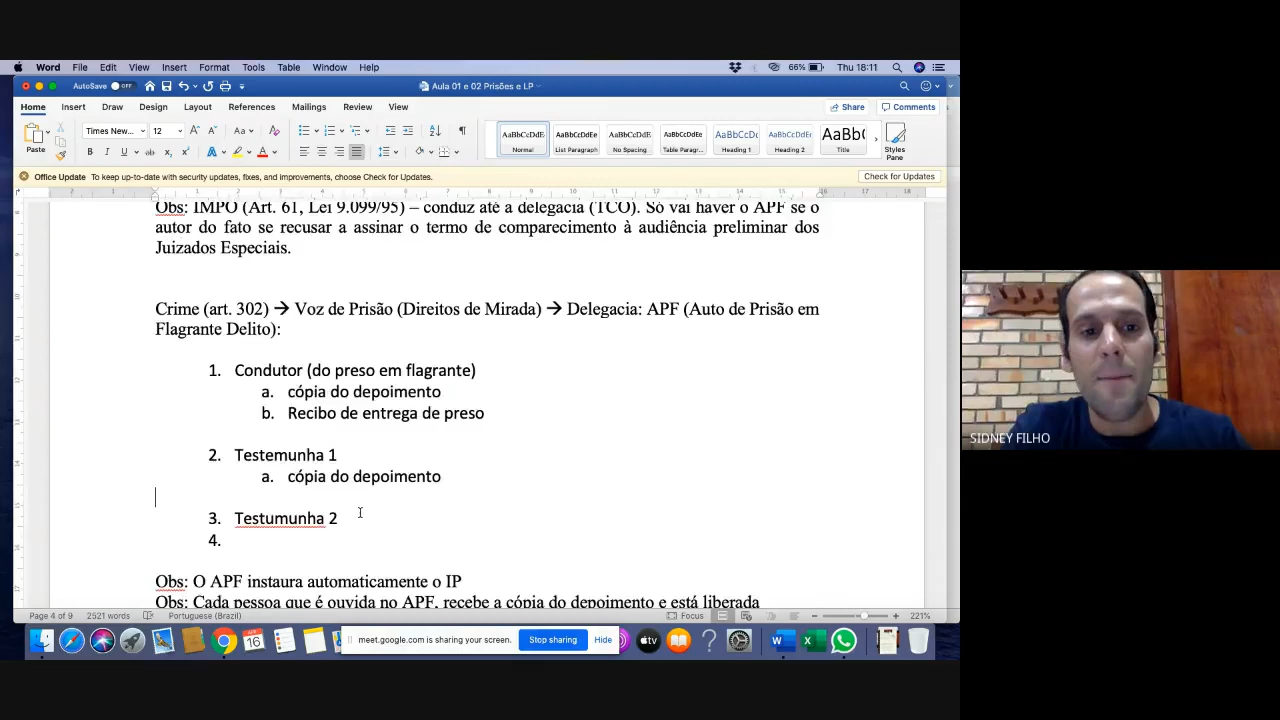 Word File Edit View Insert Format Tools Table Window Help 66% Thu 18:11
AutoSave OFF Aula 01 e 02 Prisões e LP
Home Insert Draw Design Layout References Mailings Review View Share Comments
Paste Times New... 12 AaBbCcDdE AaBbCcDdEe AaBbCcDdE AaBbCcDdEe AaBbCcDc AaBbCcDdE AaBb(
Normal List Paragraph No Spacing Table Paragr... Heading 1 Heading 2 Title Styles Pane
Office Update To keep up-to-date with security updates, fixes, and improvements, choose Check for Updates. Check for Updates
Obs: IMPO (Art. 61, Lei 9.099/95) – conduz até a delegacia (TCO). Só vai haver o APF se o
autor do fato se recusar a assinar o termo de comparecimento à audiência preliminar dos
Juizados Especiais.
Crime (art. 302) → Voz de Prisão (Direitos de Mirada) → Delegacia: APF (Auto de Prisão em
Flagrante Delito):
1. Condutor (do preso em flagrante)
a. cópia do depoimento
b. Recibo de entrega de preso
2. Testemunha 1
a. cópia do depoimento
3. Testumunha 2
4.
Obs: O APF instaura automaticamente o IP
Obs: Cada pessoa que é ouvida no APF, recebe a cópia do depoimento e está liberada
Page 4 of 9 2521 words Portuguese (Brazil) Focus 221%
meet.google.com is sharing your screen. Stop sharing Hide
SIDNEY FILHO